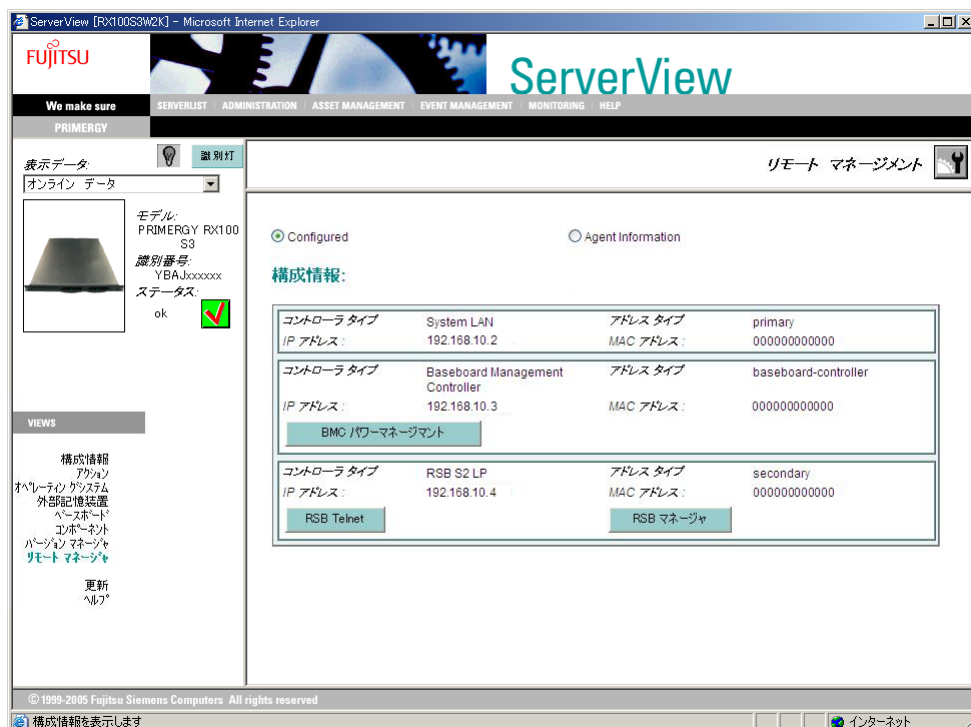 ServerView [RX100S3W2K] - Microsoft Internet Explorer
FUJITSU
ServerView
We make sure
SERVERLIST | ADMINISTRATION | ASSET MANAGEMENT | EVENT MANAGEMENT | MONITORING | HELP
PRIMERGY
表示データ:
識別灯
オンライン データ
リモート マネージメント
モデル:
PRIMERGY RX100
S3
識別番号:
YBAJxxxxxx
ステータス:
ok
Configured
Agent Information
構成情報:
コントローラ タイプ System LAN アドレス タイプ primary
IP アドレス : 192.168.10.2 MAC アドレス : 000000000000
コントローラ タイプ Baseboard Management Controller アドレス タイプ baseboard-controller
IP アドレス : 192.168.10.3 MAC アドレス : 000000000000
BMC パワーマネージマント
コントローラ タイプ RSB S2 LP アドレス タイプ secondary
IP アドレス : 192.168.10.4 MAC アドレス : 000000000000
RSB Telnet
RSB マネージャ
VIEWS
構成情報
アクション
オペレーティングシステム
外部記憶装置
ベースボード
コンポーネント
バージョン マネージャ
リモート マネージャ
更新
ヘルプ
© 1999-2005 Fujitsu Siemens Computers All rights reserved
構成情報を表示します
インターネット